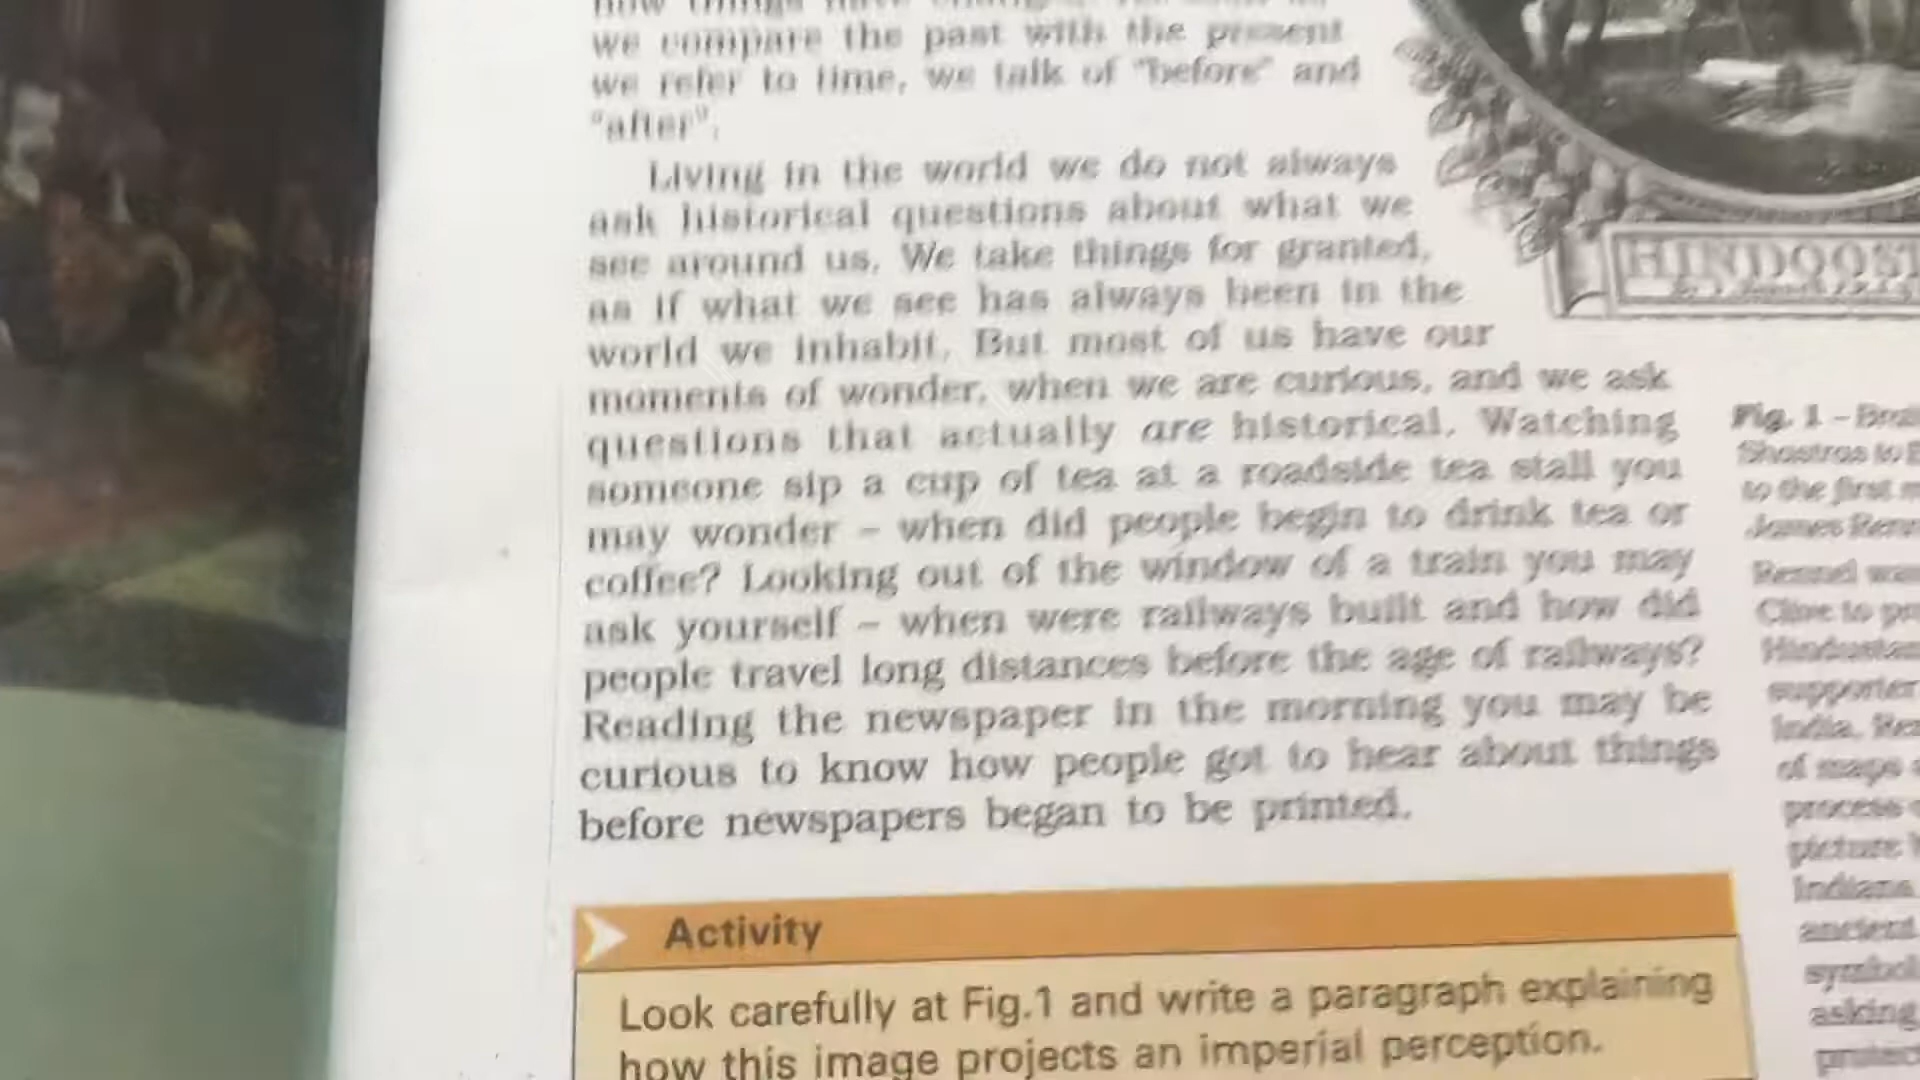 we compare the past with the present
we refer to time, we talk of "before" and
"after".
Living in the world we do not always
ask historical questions about what we
see around us. We take things for granted,
as if what we see has always been in the
world we inhabit. But most of us have our
moments of wonder, when we are curious, and we ask
questions that actually are historical. Watching
someone sip a cup of tea at a roadside tea stall you
may wonder – when did people begin to drink tea or
coffee? Looking out of the window of a train you may
ask yourself – when were railways built and how did
people travel long distances before the age of railways?
Reading the newspaper in the morning you may be
curious to know how people got to hear about things
before newspapers began to be printed.
Activity
Look carefully at Fig.1 and write a paragraph explaining
how this image projects an imperial perception.
HINDOOST
Fig. 1 –
Shastras to
to the first
James
Rennel
Clive to
Hindustan
supporter
India.
of maps
process
picture
Indians
ancient
asking